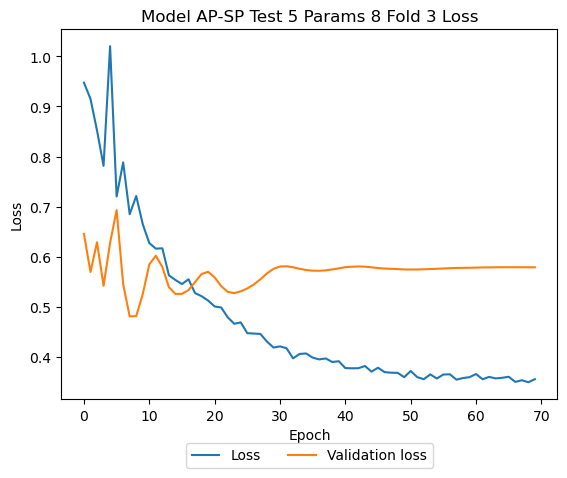 Model AP-SP Test 5 Params 8 Fold 3 Loss
Loss
1.0
0.9
0.8
0.7
0.6
0.5
0.4
0 10 20 30 40 50 60 70
Epoch
Loss Validation loss